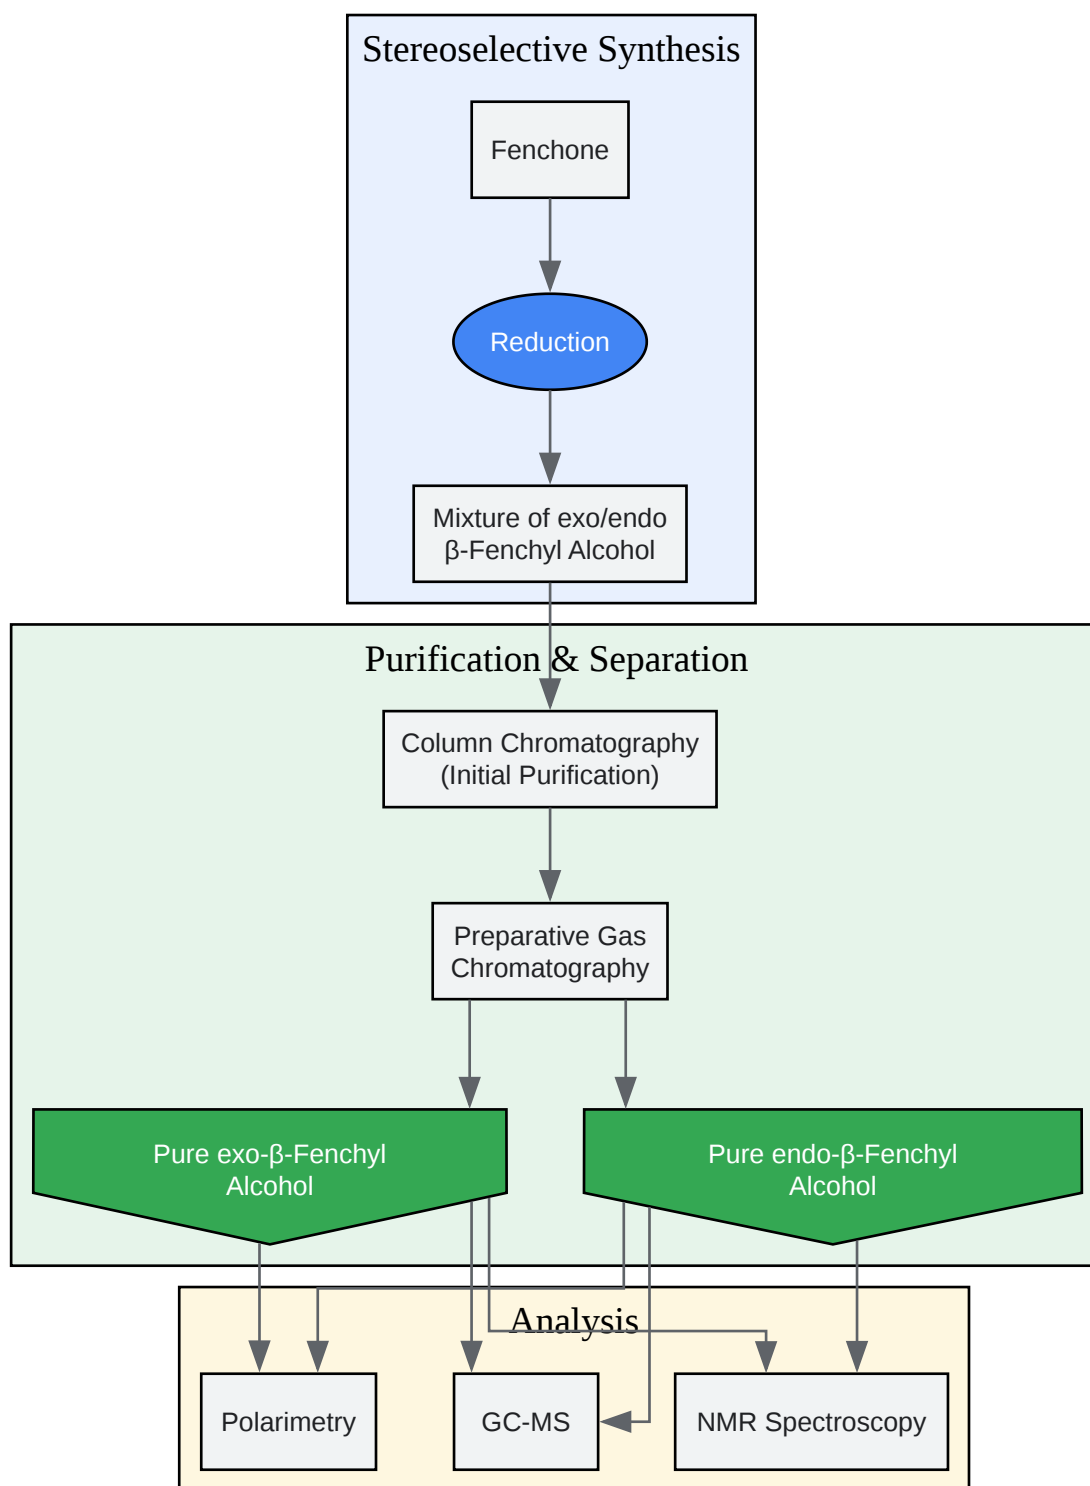 Stereoselective Synthesis
Fenchone
Reduction
Mixture of exo/endo
β-Fenchyl Alcohol
Purification & Separation
Column Chromatography
(Initial Purification)
Preparative Gas
Chromatography
Pure exo-β-Fenchyl
Alcohol
Pure endo-β-Fenchyl
Alcohol
Analysis
Polarimetry
GC-MS
NMR Spectroscopy